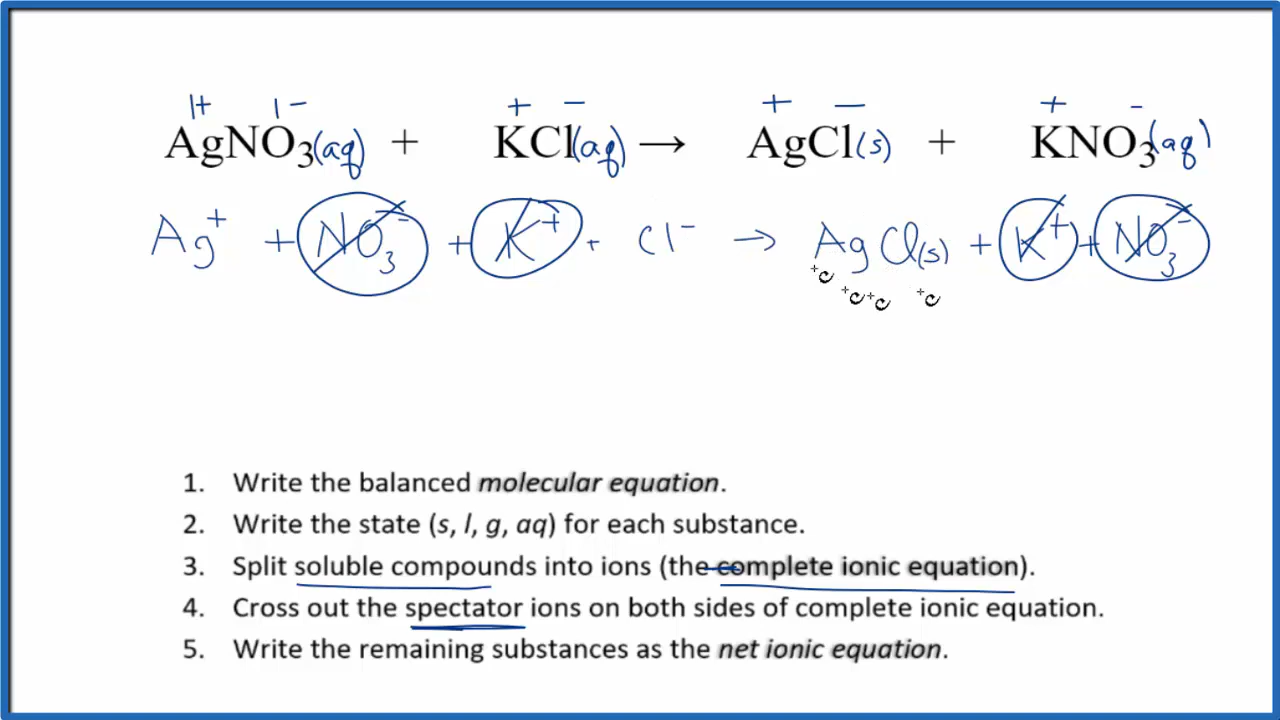 1+ 1− + − + − + -
AgNO₃(aq) + KCl(aq) → AgCl(s) + KNO₃(aq)
Ag⁺ + NO₃⁻ + K⁺ + Cl⁻ → AgCl(s) + K⁺ + NO₃⁻
1. Write the balanced molecular equation.
2. Write the state (s, l, g, aq) for each substance.
3. Split soluble compounds into ions (the complete ionic equation).
4. Cross out the spectator ions on both sides of complete ionic equation.
5. Write the remaining substances as the net ionic equation.